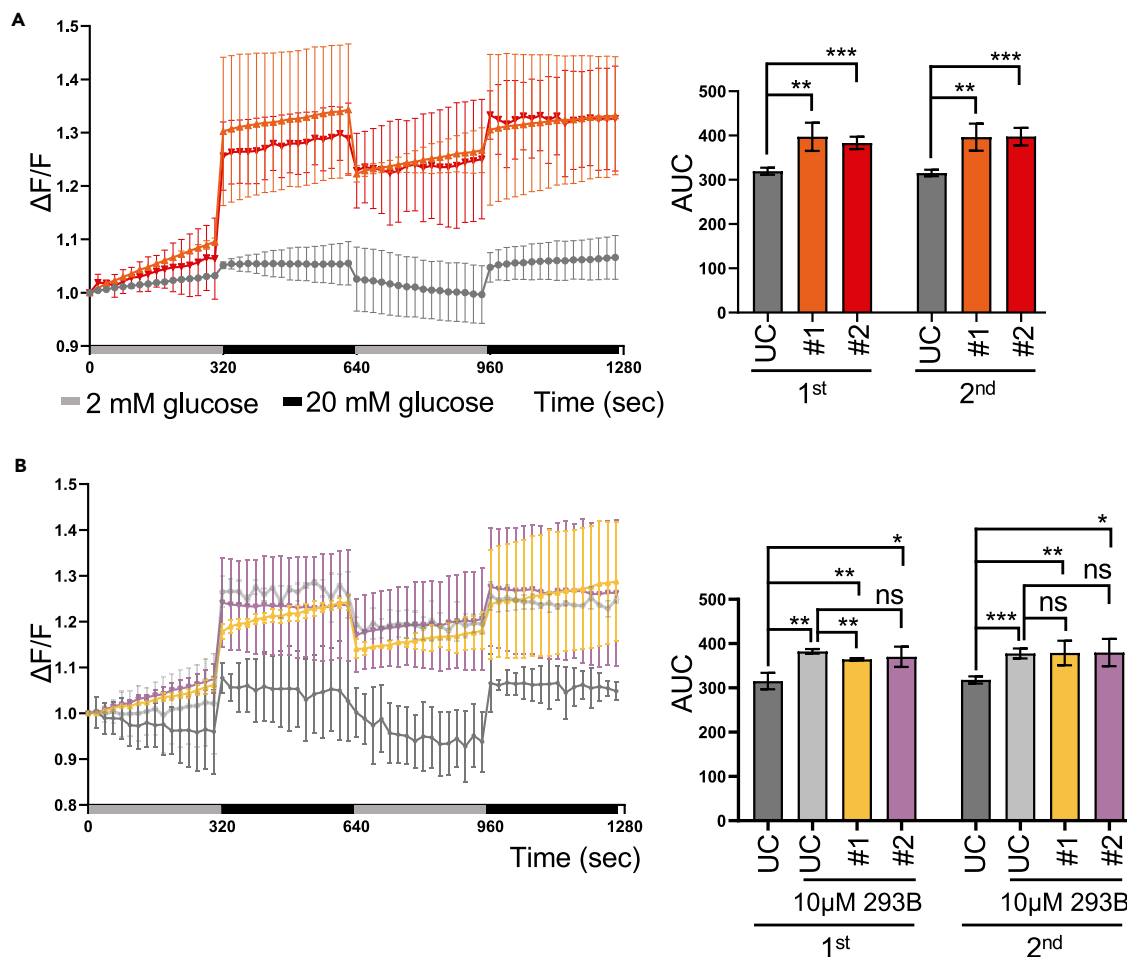 A
1.5
1.4
1.3
1.2
1.1
1.0
0.9
ΔF/F
0 320 640 960 1280
2 mM glucose 20 mM glucose Time (sec)
500
400
300
200
100
0
AUC
** *** ** ***
UC #1 #2 UC #1 #2
1st 2nd
B
1.5
1.4
1.3
1.2
1.1
1.0
0.9
0.8
ΔF/F
0 320 640 960 1280
Time (sec)
500
400
300
200
100
0
AUC
* *
** **
ns ns
** ** *** ns
UC UC #1 #2 UC UC #1 #2
10μM 293B 10μM 293B
1st 2nd